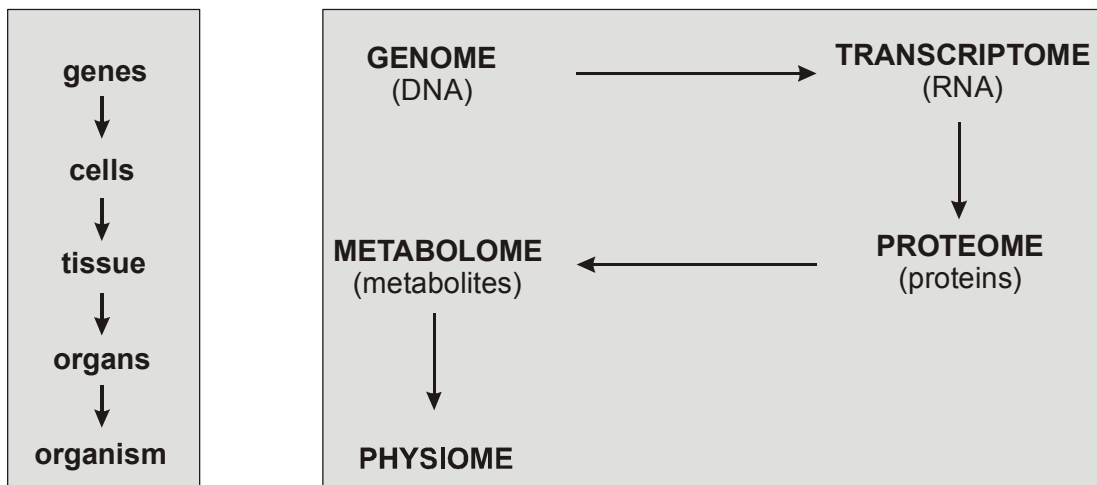 genes
cells
tissue
organs
organism
GENOME
(DNA)
TRANSCRIPTOME
(RNA)
METABOLOME
(metabolites)
PROTEOME
(proteins)
PHYSIOME